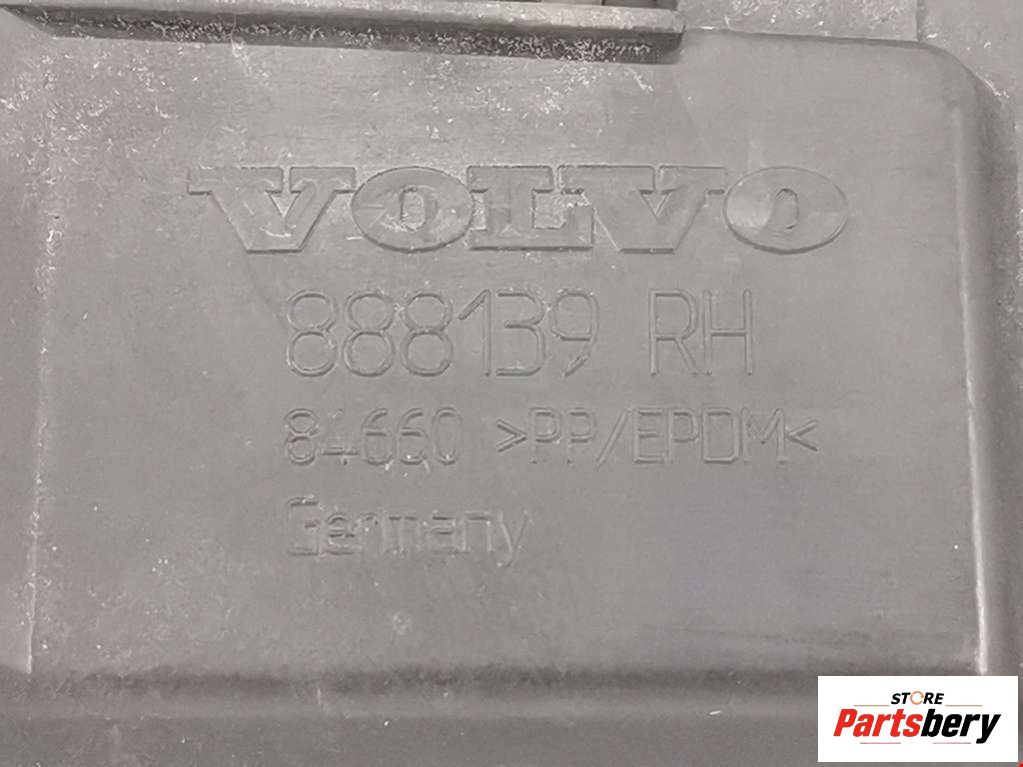 VOLVO
888139 RH
84660 >PP/EPDM<
Germany
STORE
Partsbery